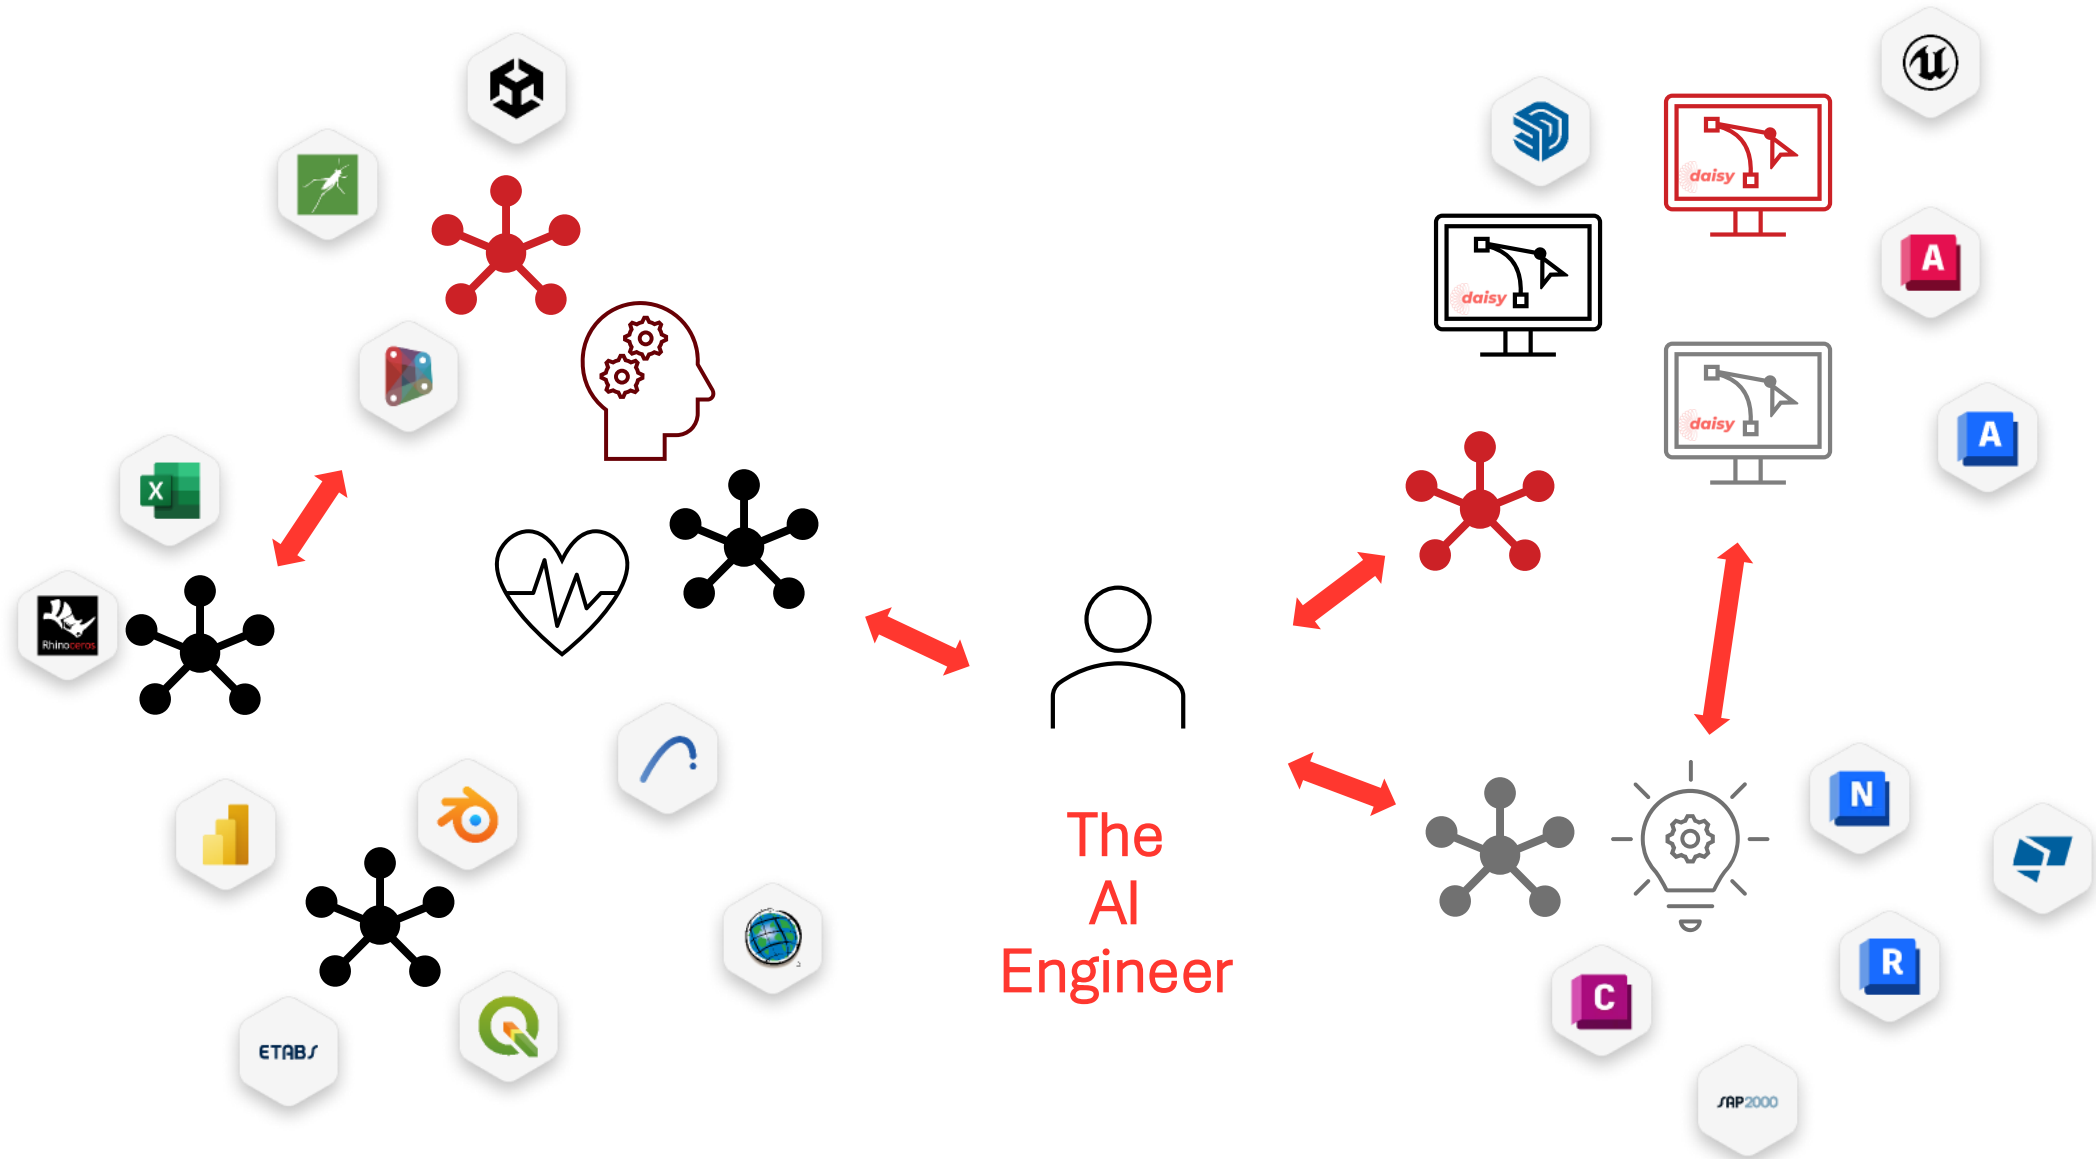 daisy
A
daisy
daisy
A
X
Rhinoceros
The
AI
Engineer
N
R
C
ETABS
SAP2000